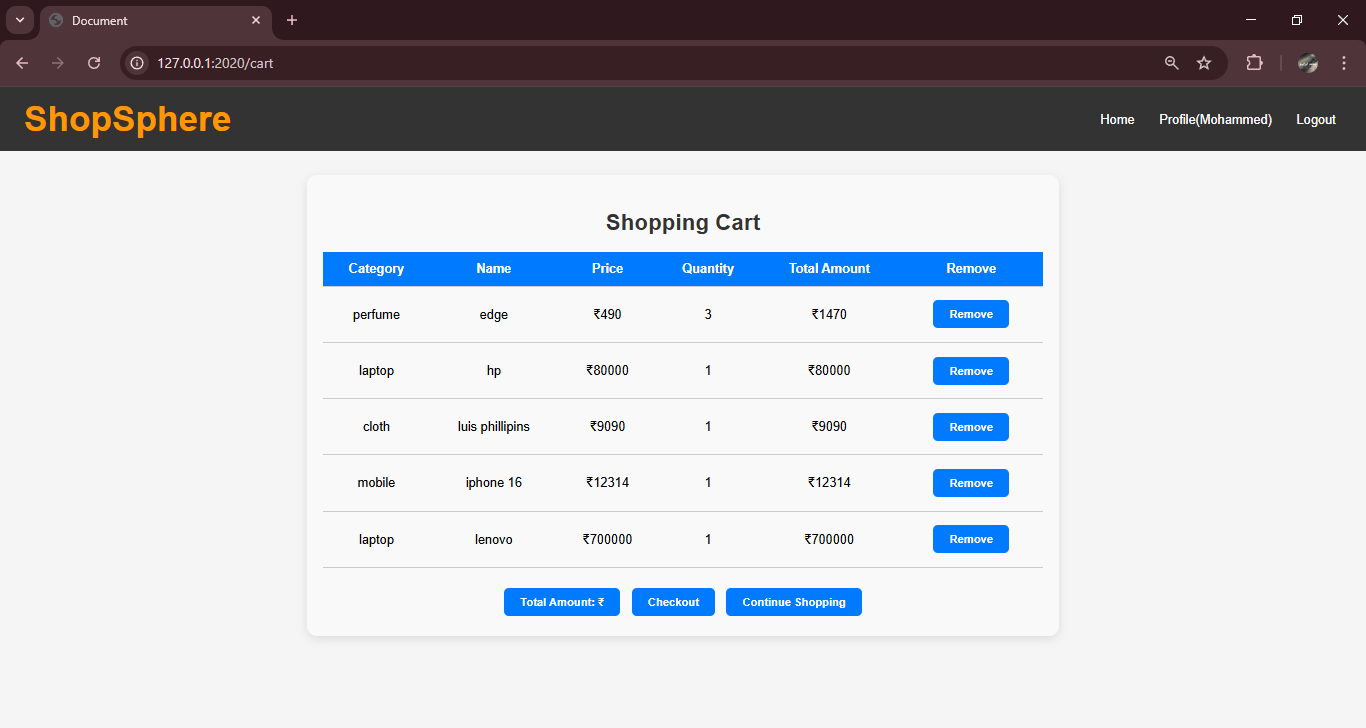 Document
127.0.0.1:2020/cart
ShopSphere
Home Profile(Mohammed) Logout
Shopping Cart
Category Name Price Quantity Total Amount Remove
perfume edge ₹490 3 ₹1470 Remove
laptop hp ₹80000 1 ₹80000 Remove
cloth luis phillipins ₹9090 1 ₹9090 Remove
mobile iphone 16 ₹12314 1 ₹12314 Remove
laptop lenovo ₹700000 1 ₹700000 Remove
Total Amount: ₹ Checkout Continue Shopping